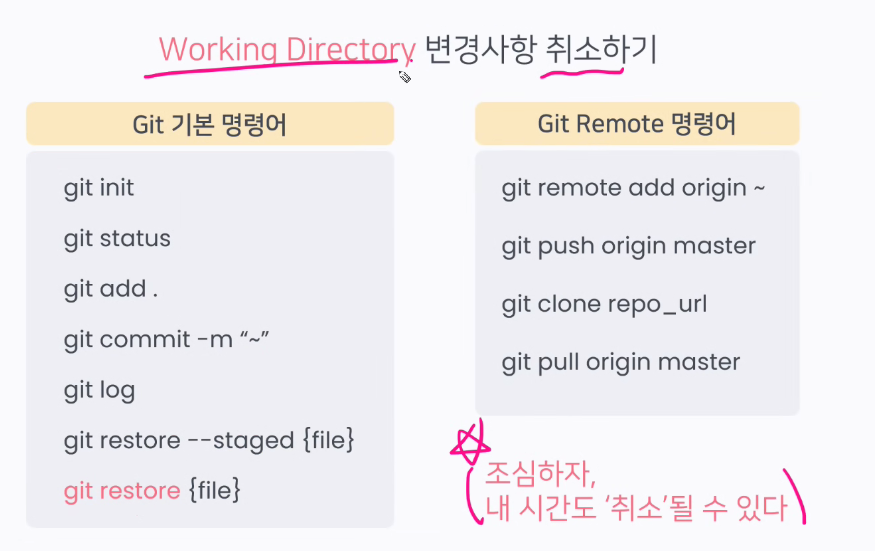 Working Directory 변경사항 취소하기
Git 기본 명령어
git init
git status
git add .
git commit -m “~”
git log
git restore --staged {file}
git restore {file}
Git Remote 명령어
git remote add origin ~
git push origin master
git clone repo_url
git pull origin master
조심하자,
내 시간도 ‘취소’될 수 있다